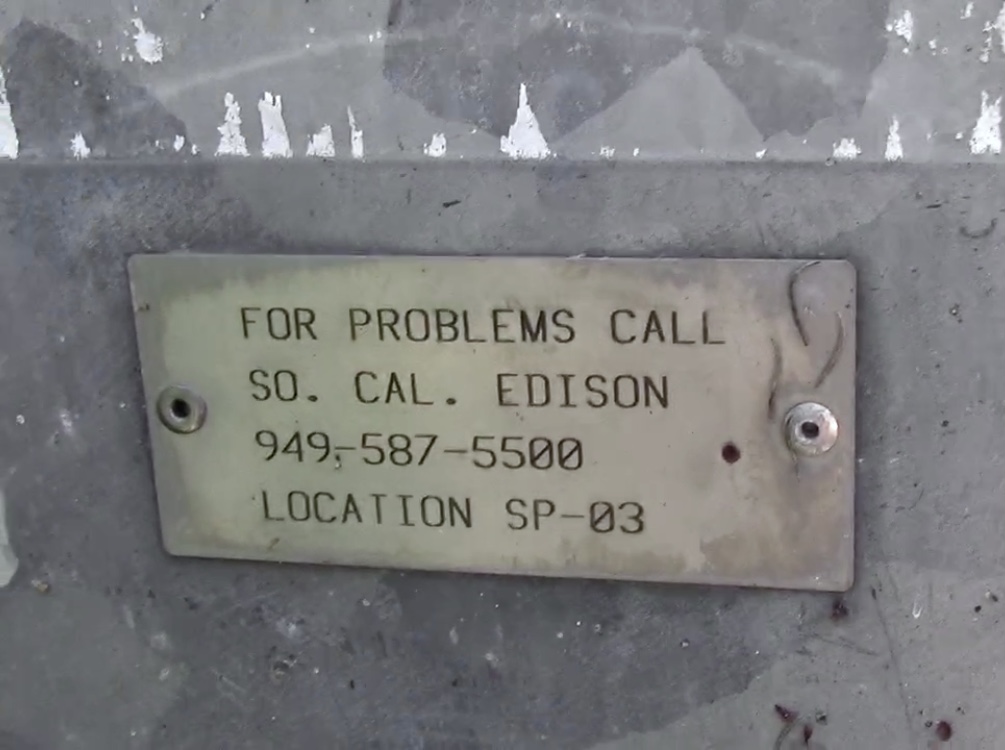 FOR PROBLEMS CALL
SO. CAL. EDISON
949-587-5500
LOCATION SP-03